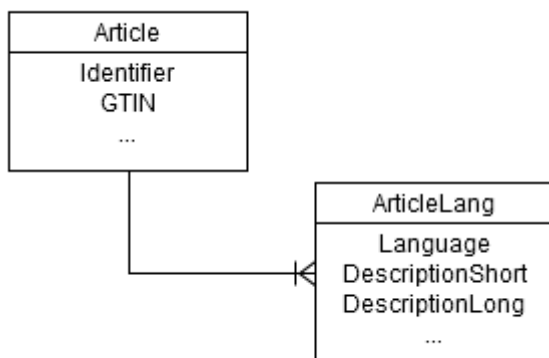 Article
Identifier
GTIN
...
ArticleLang
Language
DescriptionShort
DescriptionLong
...